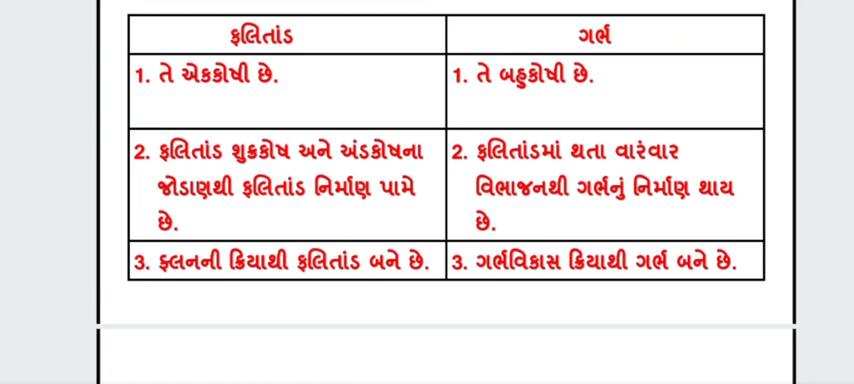 ફલિતાંડ
ગર્ભ
1. તે એકકોષી છે.
1. તે બહુકોષી છે.
2. ફલિતાંડ શુક્રકોષ અને અંડકોષના
જોડાણથી ફલિતાંડ નિર્માણ પામે
છે.
2. ફલિતાંડમાં થતા વારંવાર
વિભાજનથી ગર્ભનું નિર્માણ થાય
છે.
3. ફ્લનની ક્રિયાથી ફલિતાંડ બને છે.
3. ગર્ભવિકાસ ક્રિયાથી ગર્ભ બને છે.